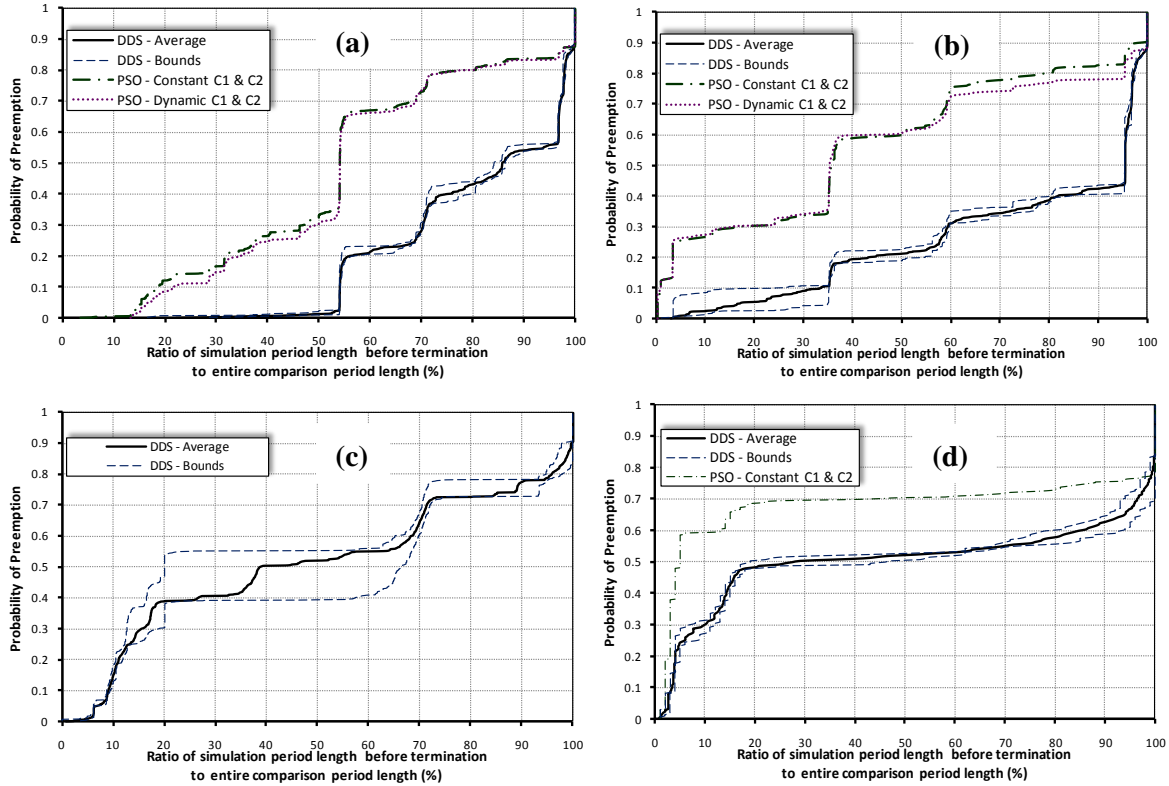 (a)
DDS - Average
DDS - Bounds
PSO - Constant C1 & C2
PSO - Dynamic C1 & C2
Probability of Preemption
1
0.9
0.8
0.7
0.6
0.5
0.4
0.3
0.2
0.1
0
0 10 20 30 40 50 60 70 80 90 100
Ratio of simulation period length before termination
to entire comparison period length (%)
(b)
DDS - Average
DDS - Bounds
PSO - Constant C1 & C2
PSO - Dynamic C1 & C2
Probability of Preemption
1
0.9
0.8
0.7
0.6
0.5
0.4
0.3
0.2
0.1
0
0 10 20 30 40 50 60 70 80 90 100
Ratio of simulation period length before termination
to entire comparison period length (%)
(c)
DDS - Average
DDS - Bounds
Probability of Preemption
1
0.9
0.8
0.7
0.6
0.5
0.4
0.3
0.2
0.1
0
0 10 20 30 40 50 60 70 80 90 100
Ratio of simulation period length before termination
to entire comparison period length (%)
(d)
DDS - Average
DDS - Bounds
PSO - Constant C1 & C2
Probability of Preemption
1
0.9
0.8
0.7
0.6
0.5
0.4
0.3
0.2
0.1
0
0 10 20 30 40 50 60 70 80 90 100
Ratio of simulation period length before termination
to entire comparison period length (%)